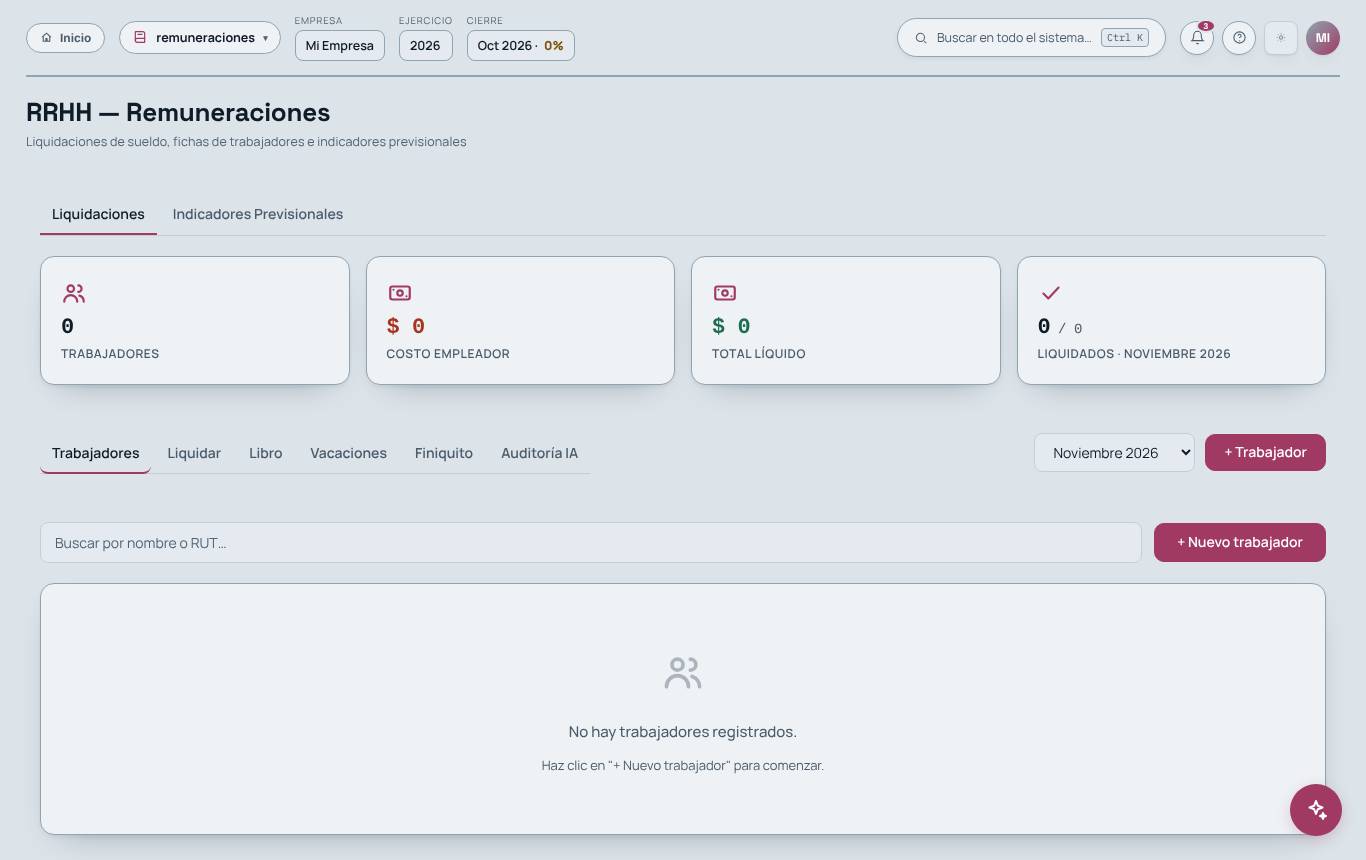 Inicio
remuneraciones ▾
EMPRESA
Mi Empresa
EJERCICIO
2026
CIERRE
Oct 2026 · 0%
Buscar en todo el sistema... Ctrl K
3
MI
RRHH — Remuneraciones
Liquidaciones de sueldo, fichas de trabajadores e indicadores previsionales
Liquidaciones
Indicadores Previsionales
0
TRABAJADORES
$ 0
COSTO EMPLEADOR
$ 0
TOTAL LÍQUIDO
0 / 0
LIQUIDADOS · NOVIEMBRE 2026
Trabajadores
Liquidar
Libro
Vacaciones
Finiquito
Auditoría IA
Noviembre 2026
+ Trabajador
Buscar por nombre o RUT...
+ Nuevo trabajador
No hay trabajadores registrados.
Haz clic en "+ Nuevo trabajador" para comenzar.